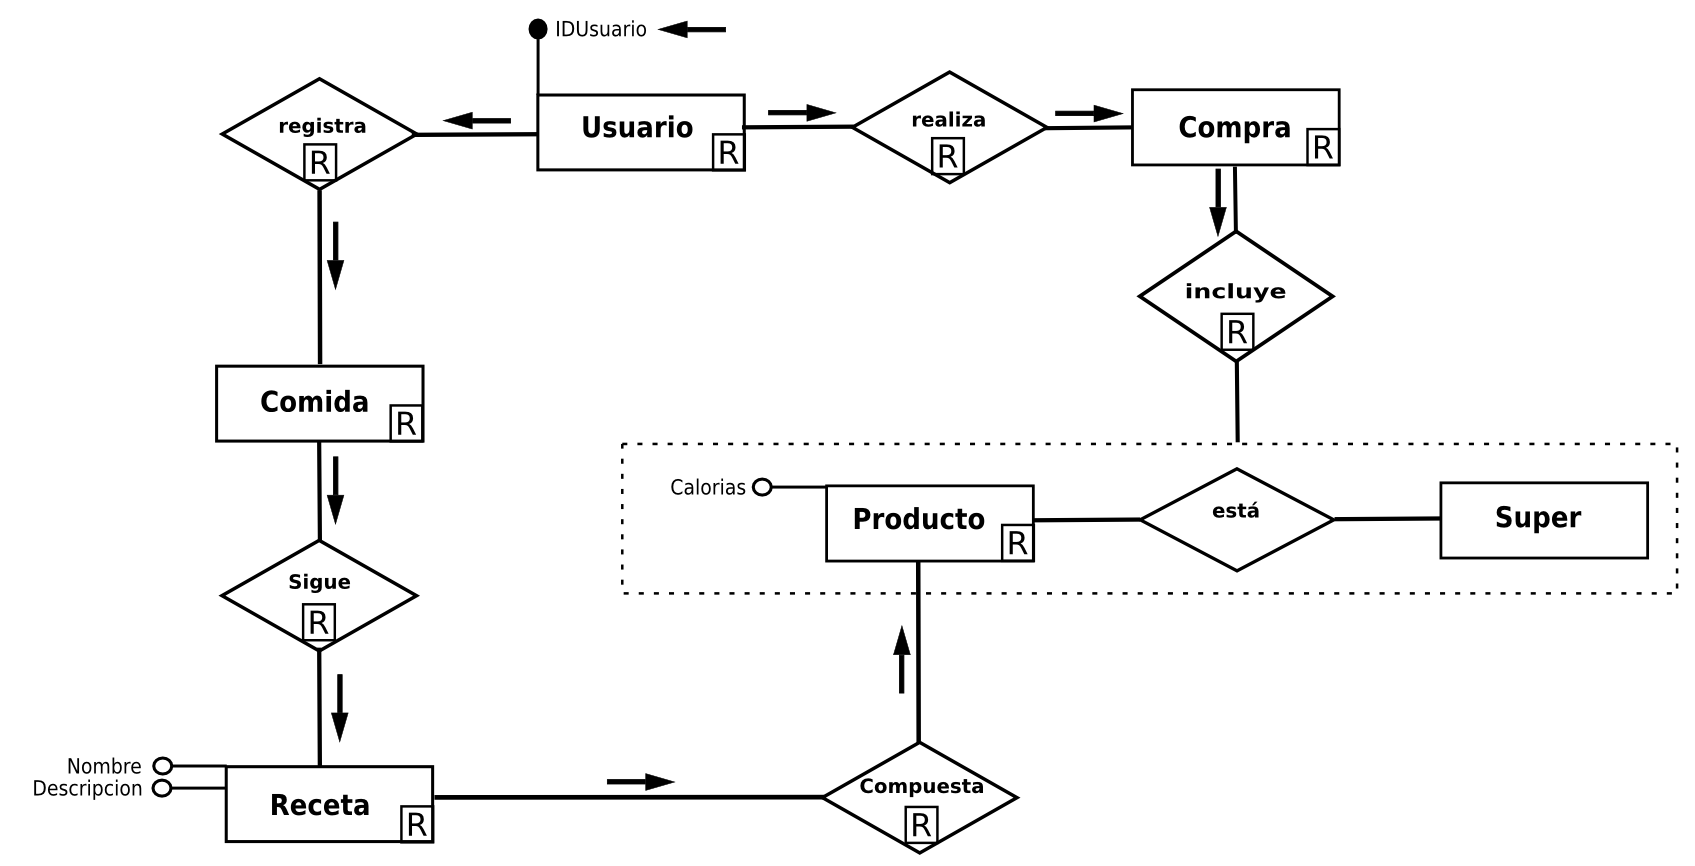 IDUsuario
registra
R
Usuario
R
realiza
R
Compra
R
incluye
R
Comida
R
Calorias
Producto
R
está
Super
Sigue
R
Nombre
Descripcion
Receta
R
Compuesta
R